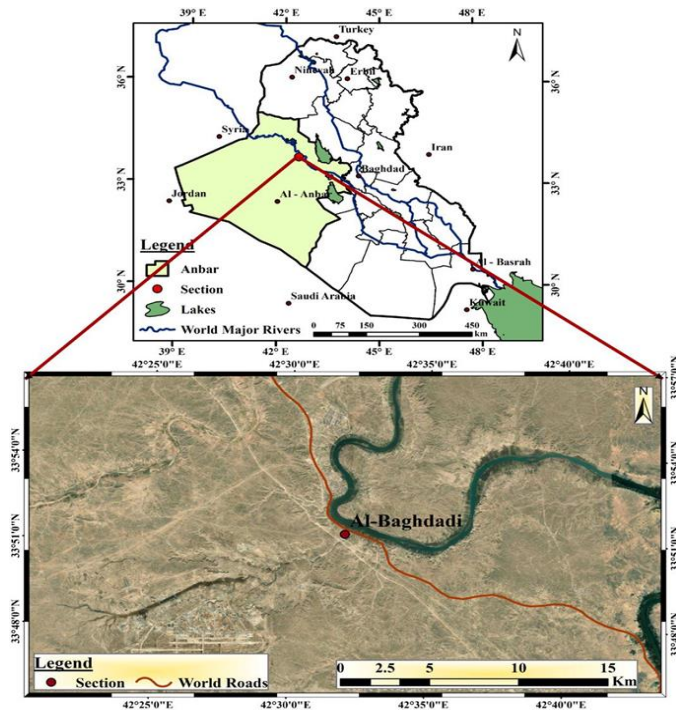 39° E 42° E 45° E 48° E
Turkey
N
36° N
Ninevah
Erbil
36° N
Syria
Iran
Baghdad
33° N
33° N
Jordan
Al - Anbar
Legend
Anbar
Al - Basrah
Section
30° N
30° N
Lakes
Saudi Arabia
Kuwait
World Major Rivers
0 75 150 300 450
km
39° E 42° E 45° E 48° E
42°25'0"E 42°30'0"E 42°35'0"E 42°40'0"E
N
33°54'0"N
Al-Baghdadi
33°51'0"N
33°48'0"N
Legend
Section World Roads
0 2.5 5 10 15
Km
42°25'0"E 42°30'0"E 42°35'0"E 42°40'0"E